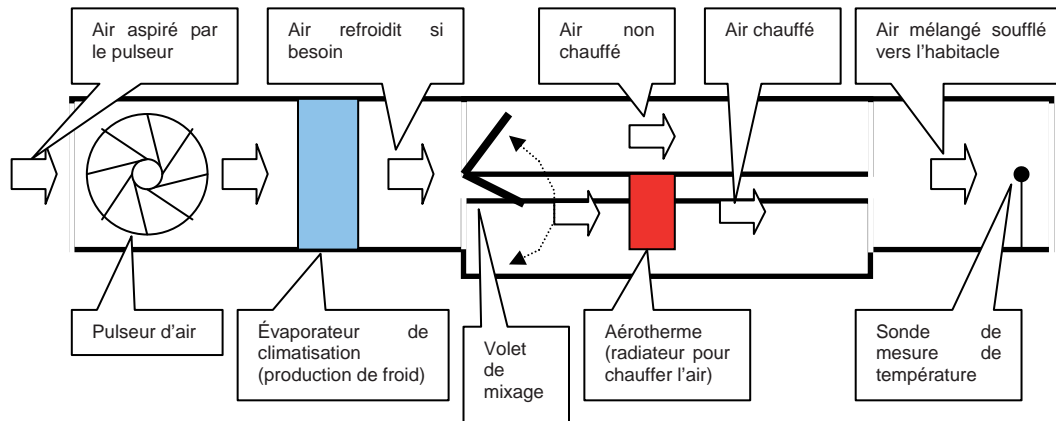 Air aspiré par
le pulseur
Air refroidit si
besoin
Air non
chauffé
Air chauffé
Air mélangé soufflé
vers l'habitacle
Pulseur d'air
Évaporateur de
climatisation
(production de froid)
Volet
de
mixage
Aérotherme
(radiateur pour
chauffer l'air)
Sonde de
mesure de
température